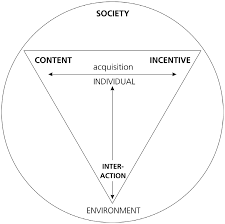 SOCIETY
CONTENT INCENTIVE
acquisition
INDIVIDUAL
INTER-
ACTION
ENVIRONMENT